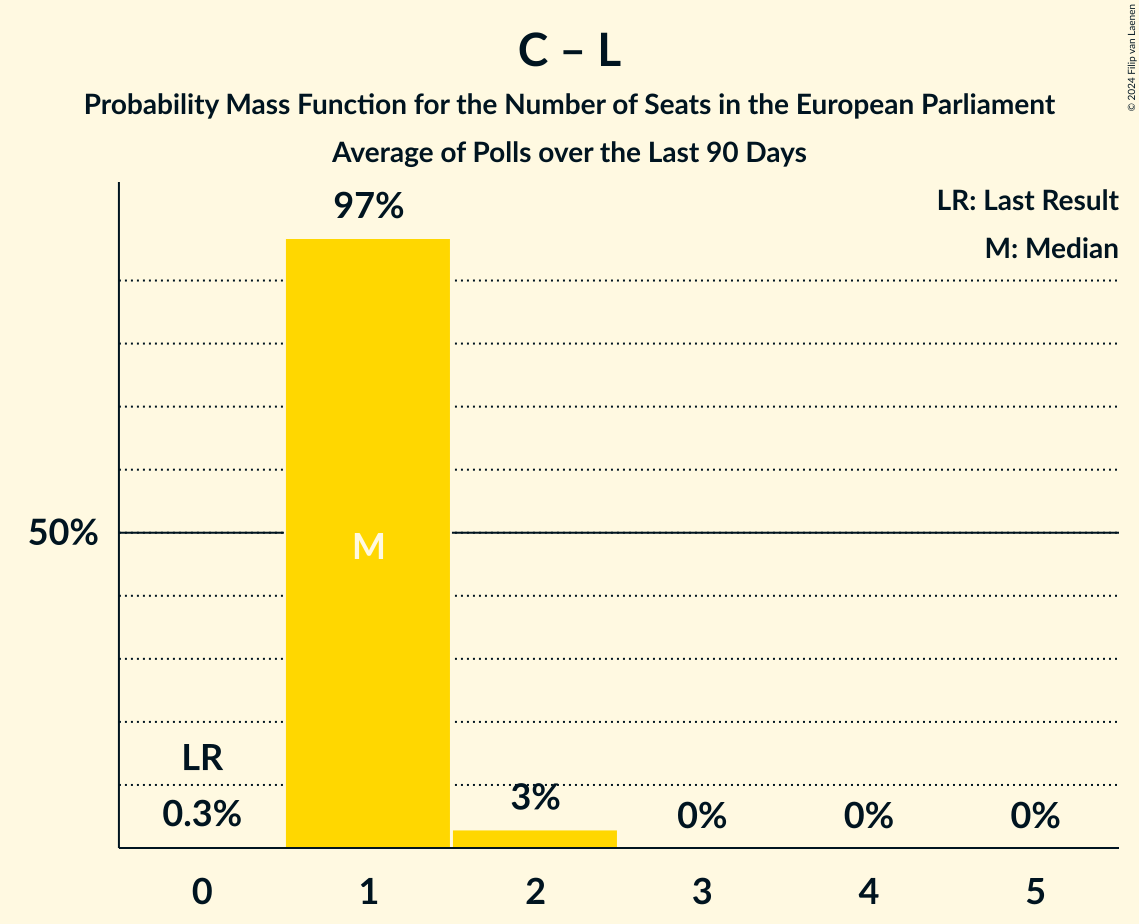 C – L
Probability Mass Function for the Number of Seats in the European Parliament
Average of Polls over the Last 90 Days
© 2024 Filip van Laenen
LR: Last Result
M: Median
97%
50%
M
LR
0.3%
3%
0%
0%
0%
0 1 2 3 4 5